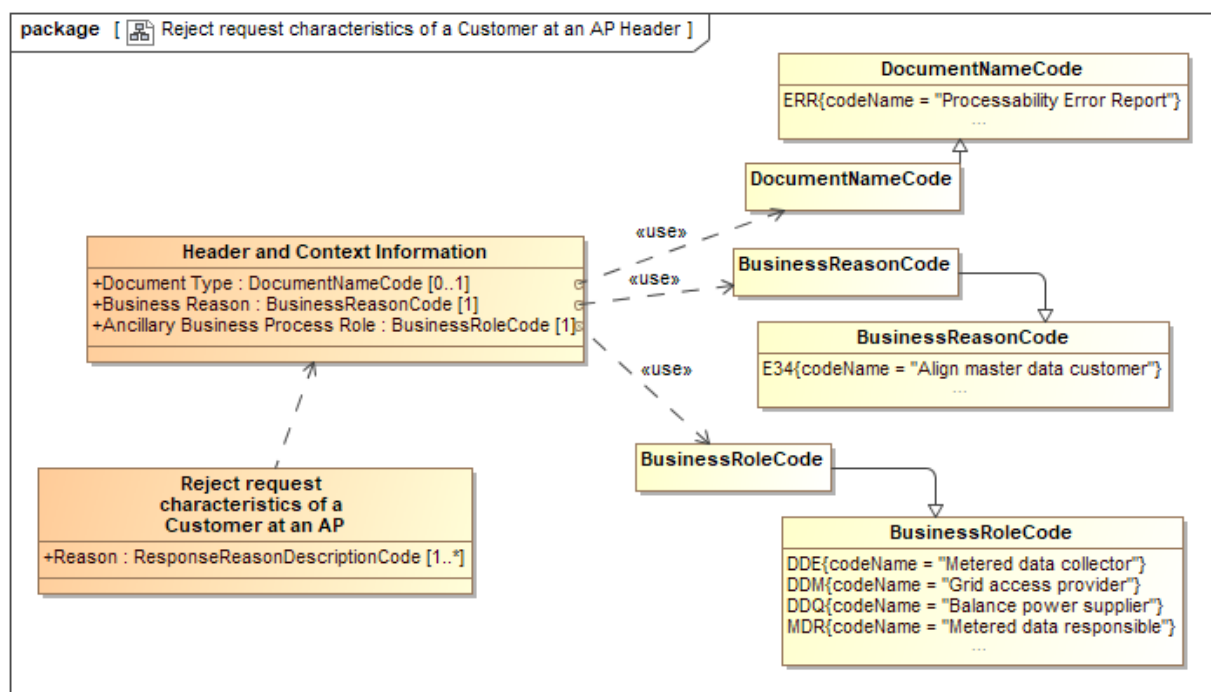 package [ Reject request characteristics of a Customer at an AP Header ]
DocumentNameCode
ERR{codeName = "Processability Error Report"}
...
DocumentNameCode
«use»
Header and Context Information
+Document Type : DocumentNameCode [0..1]
+Business Reason : BusinessReasonCode [1]
+Ancillary Business Process Role : BusinessRoleCode [1]
«use»
BusinessReasonCode
BusinessReasonCode
E34{codeName = "Align master data customer"}
...
«use»
BusinessRoleCode
Reject request
characteristics of a
Customer at an AP
+Reason : ResponseReasonDescriptionCode [1..*]
BusinessRoleCode
DDE{codeName = "Metered data collector"}
DDM{codeName = "Grid access provider"}
DDQ{codeName = "Balance power supplier"}
MDR{codeName = "Metered data responsible"}
...